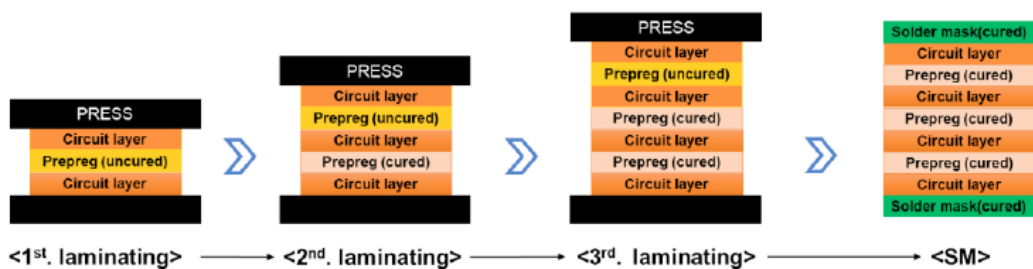 PRESS
Circuit layer
Prepreg (uncured)
Circuit layer
<1st. laminating>
PRESS
Circuit layer
Prepreg (uncured)
Circuit layer
Prepreg (cured)
Circuit layer
<2nd. laminating>
PRESS
Circuit layer
Prepreg (uncured)
Circuit layer
Prepreg (cured)
Circuit layer
Prepreg (cured)
Circuit layer
<3rd. laminating>
Solder mask(cured)
Circuit layer
Prepreg (cured)
Circuit layer
Prepreg (cured)
Circuit layer
Prepreg (cured)
Circuit layer
Solder mask(cured)
<SM>